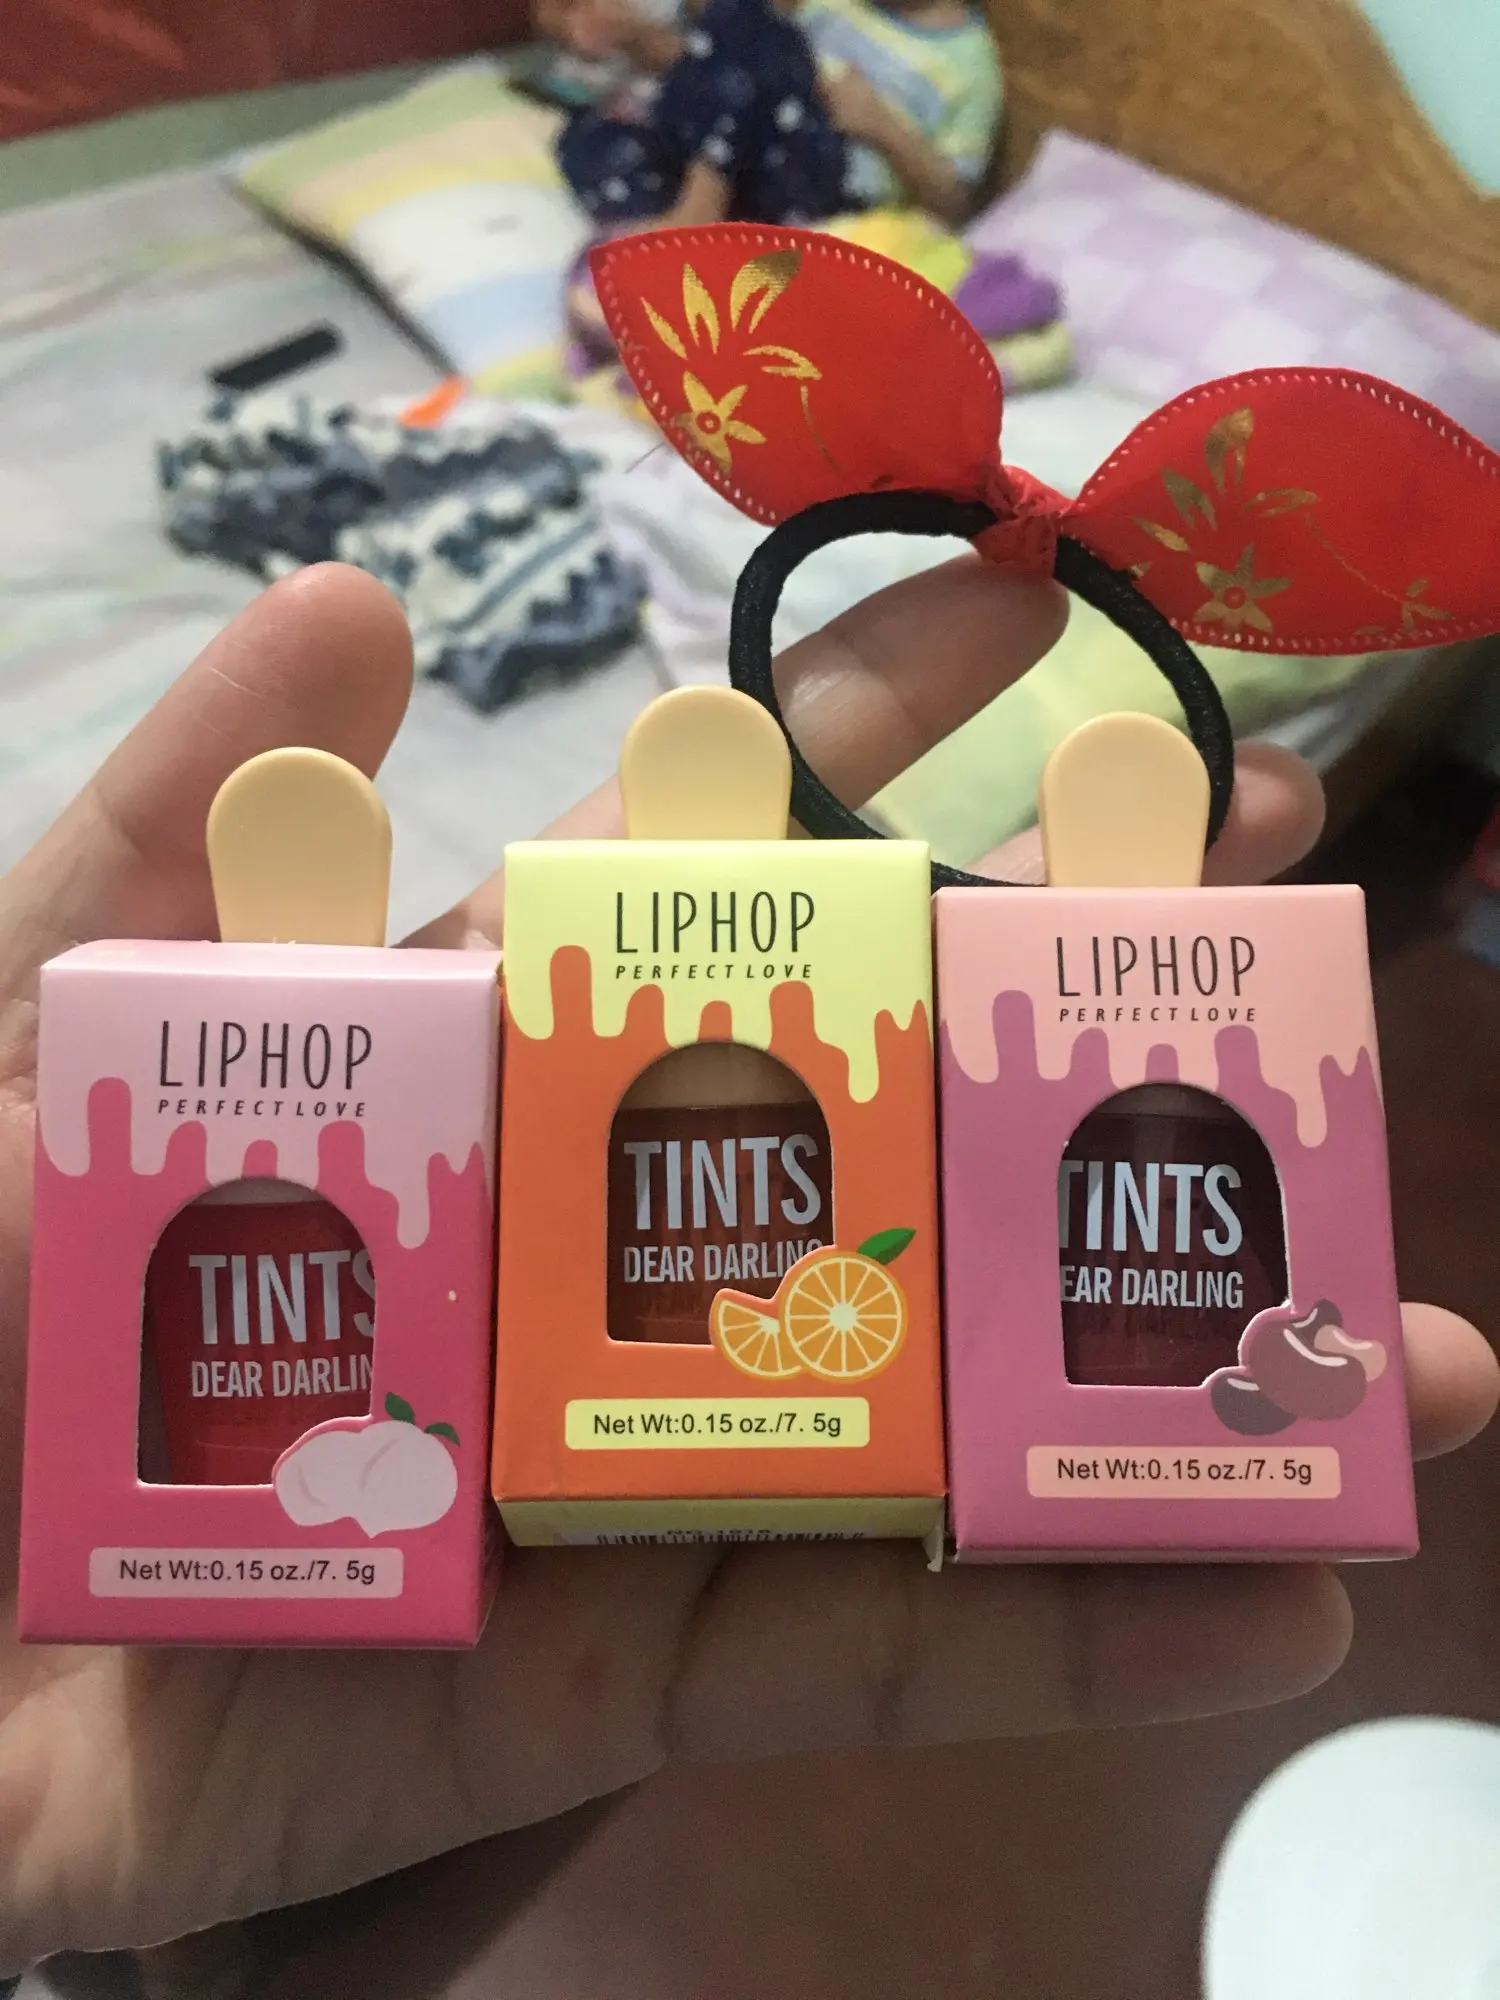 LIPHOP
PERFECT LOVE
TINTS
DEAR DARLIN
Net Wt:0.15 oz./7. 5g
LIPHOP
PERFECT LOVE
TINTS
DEAR DARLING
Net Wt:0.15 oz./7. 5g
LIPHOP
PERFECT LOVE
TINTS
EAR DARLING
Net Wt:0.15 oz./7. 5g